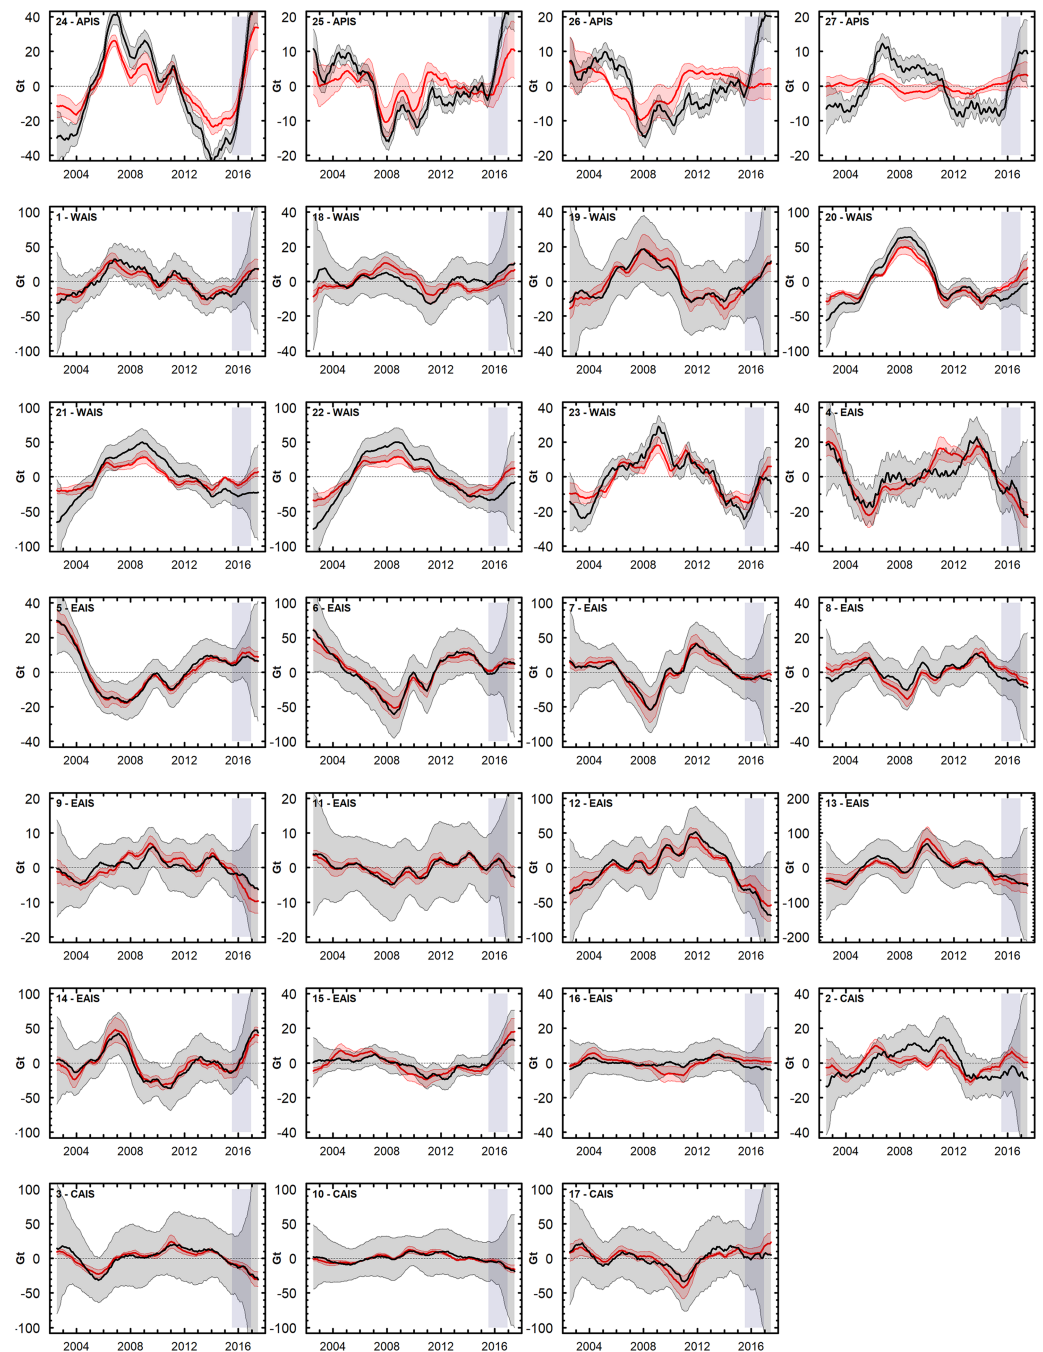 24 - APIS
40
20
0
-20
-40
Gt
2004 2008 2012 2016
25 - APIS
20
10
0
-10
-20
Gt
2004 2008 2012 2016
26 - APIS
20
10
0
-10
-20
Gt
2004 2008 2012 2016
27 - APIS
20
10
0
-10
-20
Gt
2004 2008 2012 2016
1 - WAIS
100
50
0
-50
-100
Gt
2004 2008 2012 2016
18 - WAIS
40
20
0
-20
-40
Gt
2004 2008 2012 2016
19 - WAIS
40
20
0
-20
-40
Gt
2004 2008 2012 2016
20 - WAIS
100
50
0
-50
-100
Gt
2004 2008 2012 2016
21 - WAIS
100
50
0
-50
-100
Gt
2004 2008 2012 2016
22 - WAIS
100
50
0
-50
-100
Gt
2004 2008 2012 2016
23 - WAIS
40
20
0
-20
-40
Gt
2004 2008 2012 2016
4 - EAIS
40
20
0
-20
-40
Gt
2004 2008 2012 2016
5 - EAIS
40
20
0
-20
-40
Gt
2004 2008 2012 2016
6 - EAIS
100
50
0
-50
-100
Gt
2004 2008 2012 2016
7 - EAIS
100
50
0
-50
-100
Gt
2004 2008 2012 2016
8 - EAIS
40
20
0
-20
-40
Gt
2004 2008 2012 2016
9 - EAIS
20
10
0
-10
-20
Gt
2004 2008 2012 2016
11 - EAIS
20
10
0
-10
-20
Gt
2004 2008 2012 2016
12 - EAIS
100
50
0
-50
-100
Gt
2004 2008 2012 2016
13 - EAIS
200
100
0
-100
-200
Gt
2004 2008 2012 2016
14 - EAIS
100
50
0
-50
-100
Gt
2004 2008 2012 2016
15 - EAIS
40
20
0
-20
-40
Gt
2004 2008 2012 2016
16 - EAIS
40
20
0
-20
-40
Gt
2004 2008 2012 2016
2 - CAIS
40
20
0
-20
-40
Gt
2004 2008 2012 2016
3 - CAIS
100
50
0
-50
-100
Gt
2004 2008 2012 2016
10 - CAIS
100
50
0
-50
-100
Gt
2004 2008 2012 2016
17 - CAIS
100
50
0
-50
-100
Gt
2004 2008 2012 2016